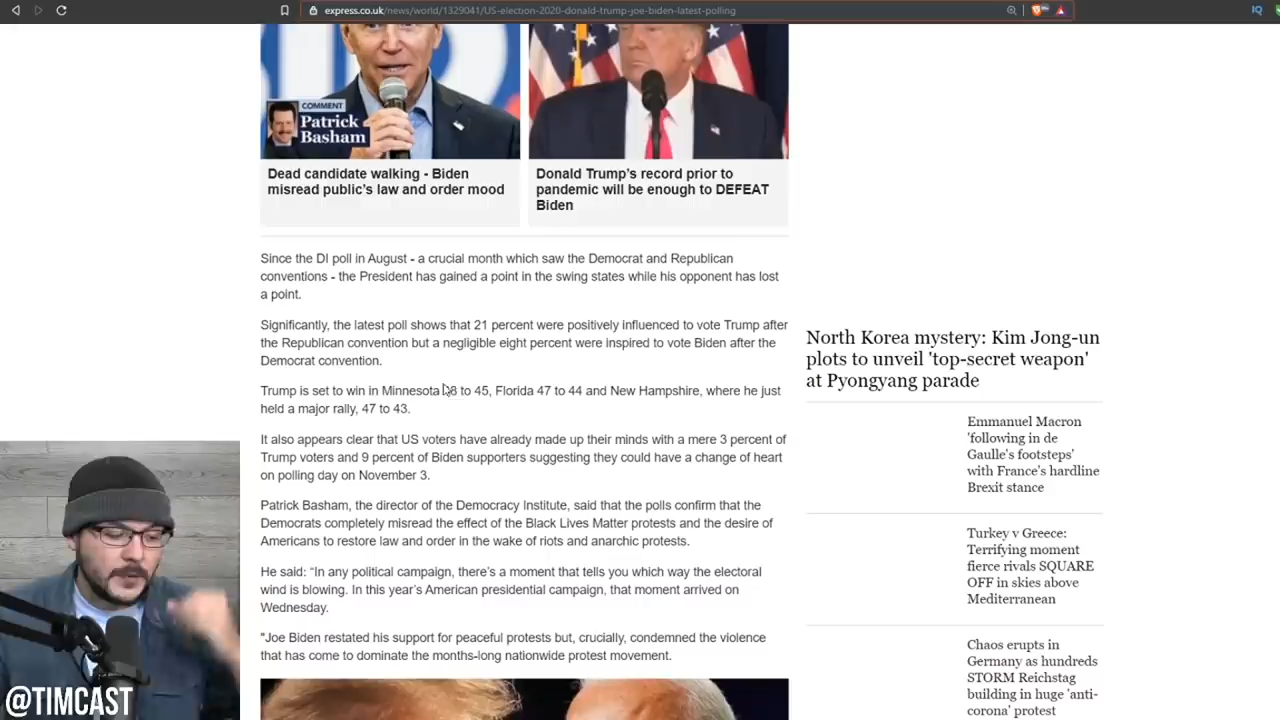 express.co.uk/news/world/1329041/US-election-2020-donald-trump-joe-biden-latest-polling
IQ
COMMENT
Patrick
Basham
Dead candidate walking - Biden
misread public's law and order mood
Donald Trump's record prior to
pandemic will be enough to DEFEAT
Biden
Since the DI poll in August - a crucial month which saw the Democrat and Republican
conventions - the President has gained a point in the swing states while his opponent has lost
a point.
Significantly, the latest poll shows that 21 percent were positively influenced to vote Trump after
the Republican convention but a negligible eight percent were inspired to vote Biden after the
Democrat convention.
Trump is set to win in Minnesota to 45, Florida 47 to 44 and New Hampshire, where he just
held a major rally, 47 to 43.
It also appears clear that US voters have already made up their minds with a mere 3 percent of
Trump voters and 9 percent of Biden supporters suggesting they could have a change of heart
on polling day on November 3.
Patrick Basham, the director of the Democracy Institute, said that the polls confirm that the
Democrats completely misread the effect of the Black Lives Matter protests and the desire of
Americans to restore law and order in the wake of riots and anarchic protests.
He said: “In any political campaign, there’s a moment that tells you which way the electoral
wind is blowing. In this year’s American presidential campaign, that moment arrived on
Wednesday.
"Joe Biden restated his support for peaceful protests but, crucially, condemned the violence
that has come to dominate the months-long nationwide protest movement.
North Korea mystery: Kim Jong-un
plots to unveil 'top-secret weapon'
at Pyongyang parade
Emmanuel Macron
'following in de
Gaulle's footsteps'
with France's hardline
Brexit stance
Turkey v Greece:
Terrifying moment
fierce rivals SQUARE
OFF in skies above
Mediterranean
Chaos erupts in
Germany as hundreds
STORM Reichstag
building in huge 'anti-
corona' protest
@TIMCAST